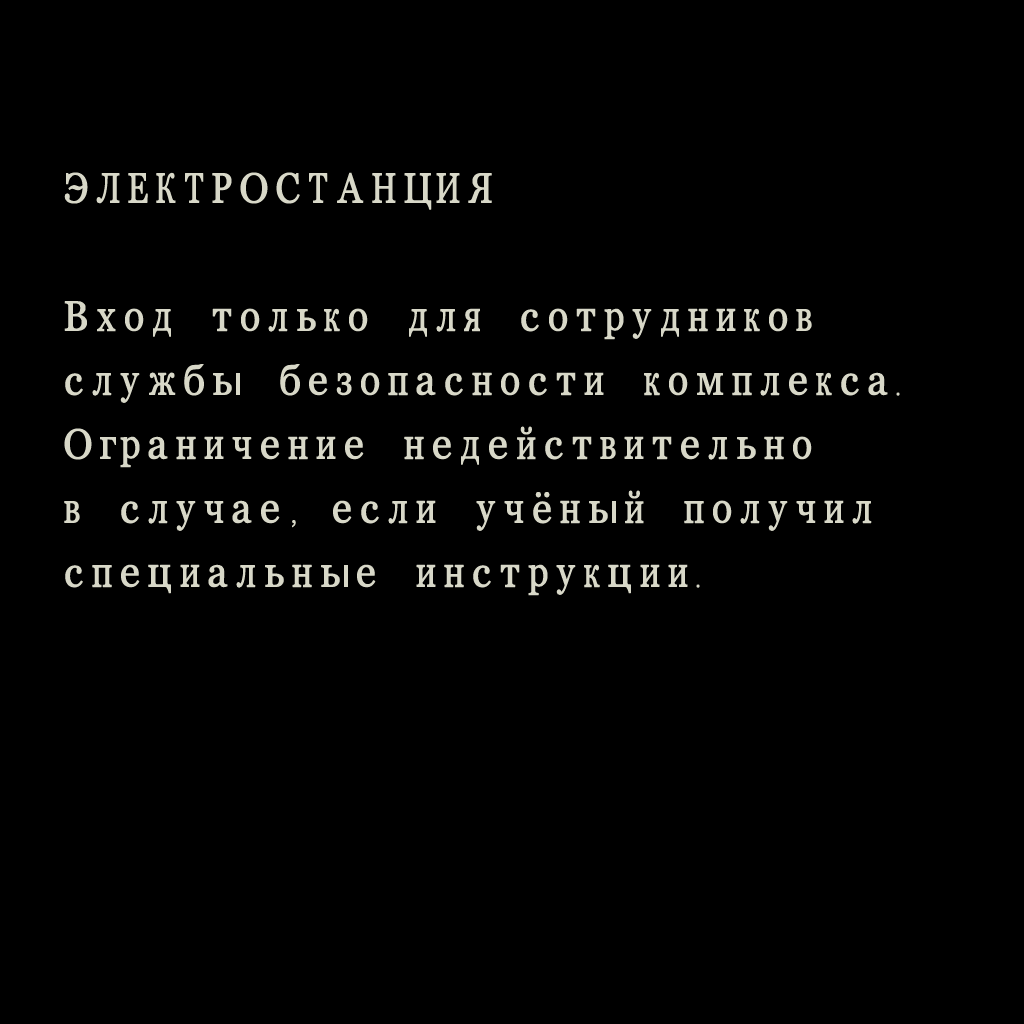 ЭЛЕКТРОСТАНЦИЯ
Вход только для сотрудников
службы безопасности комплекса.
Ограничение недействительно
в случае, если учёный получил
специальные инструкции.